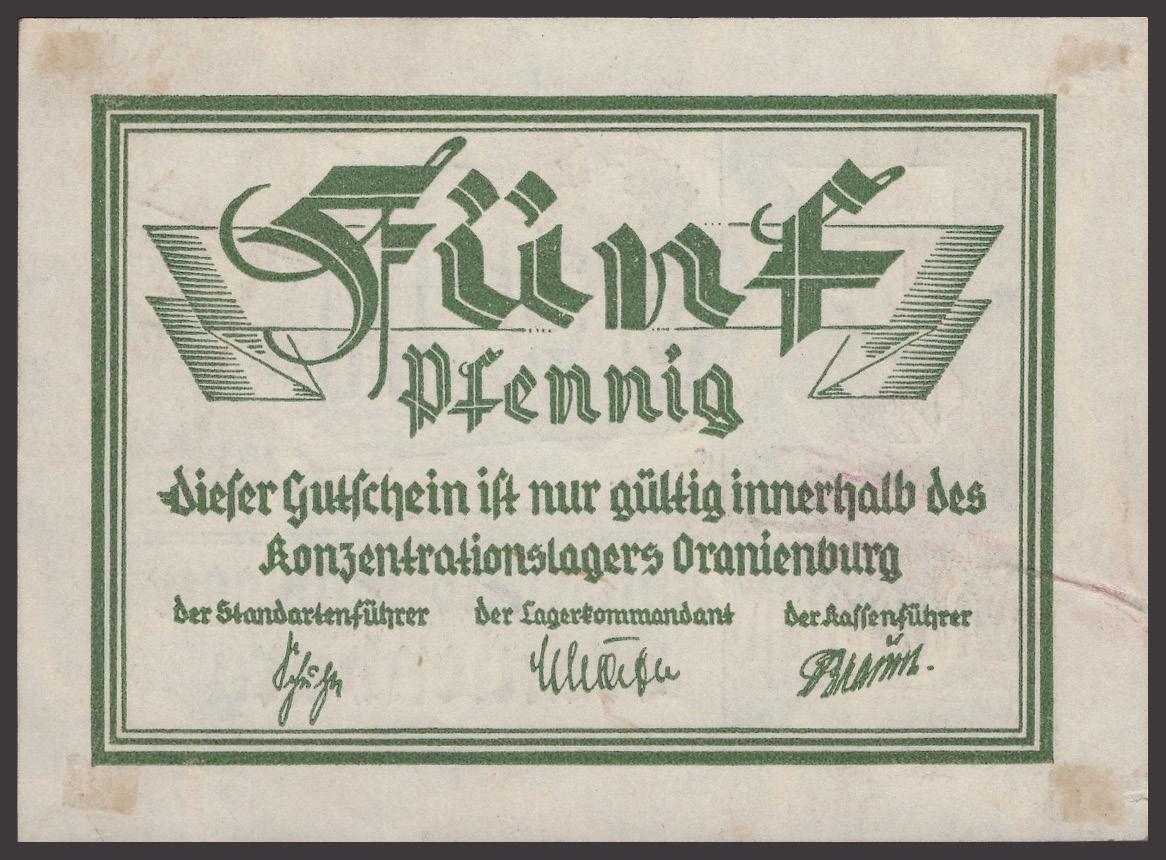 Fünf
Pfennig
Dieser Gutschein ist nur gültig innerhalb des
Konzentrationslagers Oranienburg
der Standartenführer der Lagerkommandant der Kassenführer